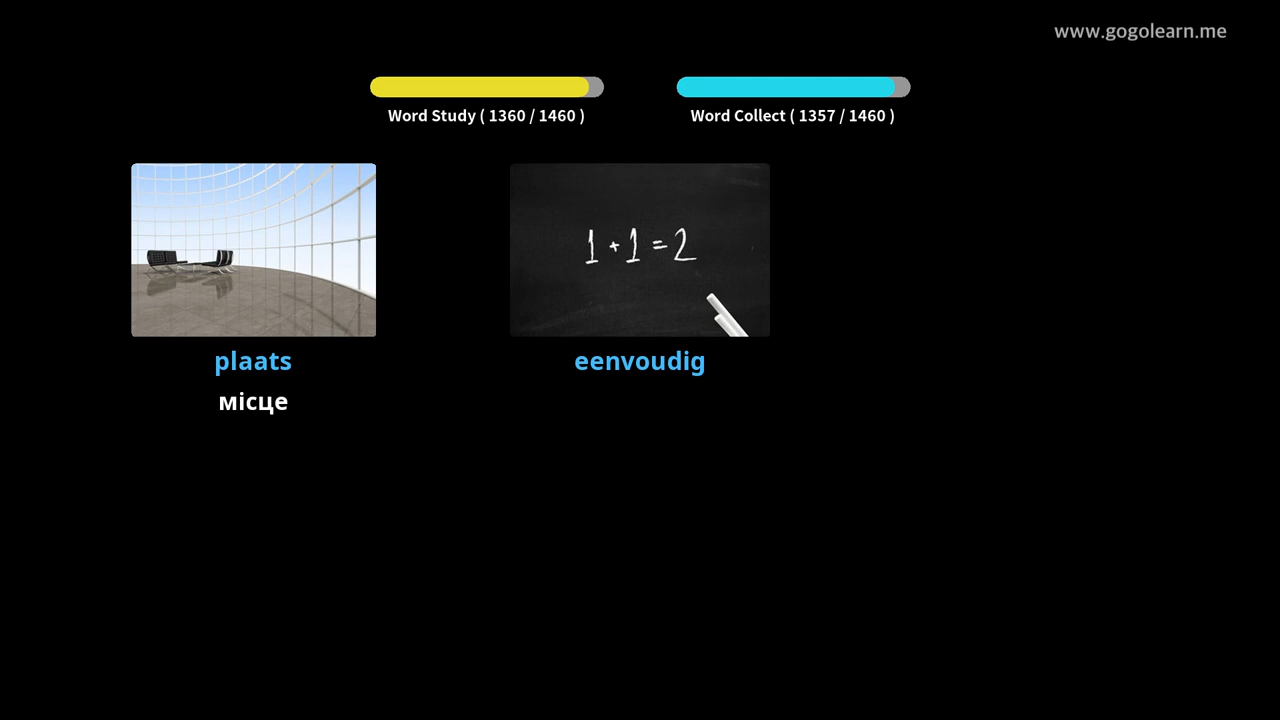 www.gogolearn.me
Word Study ( 1360 / 1460 )
Word Collect ( 1357 / 1460 )
1 + 1 = 2
plaats
eenvoudig
місце